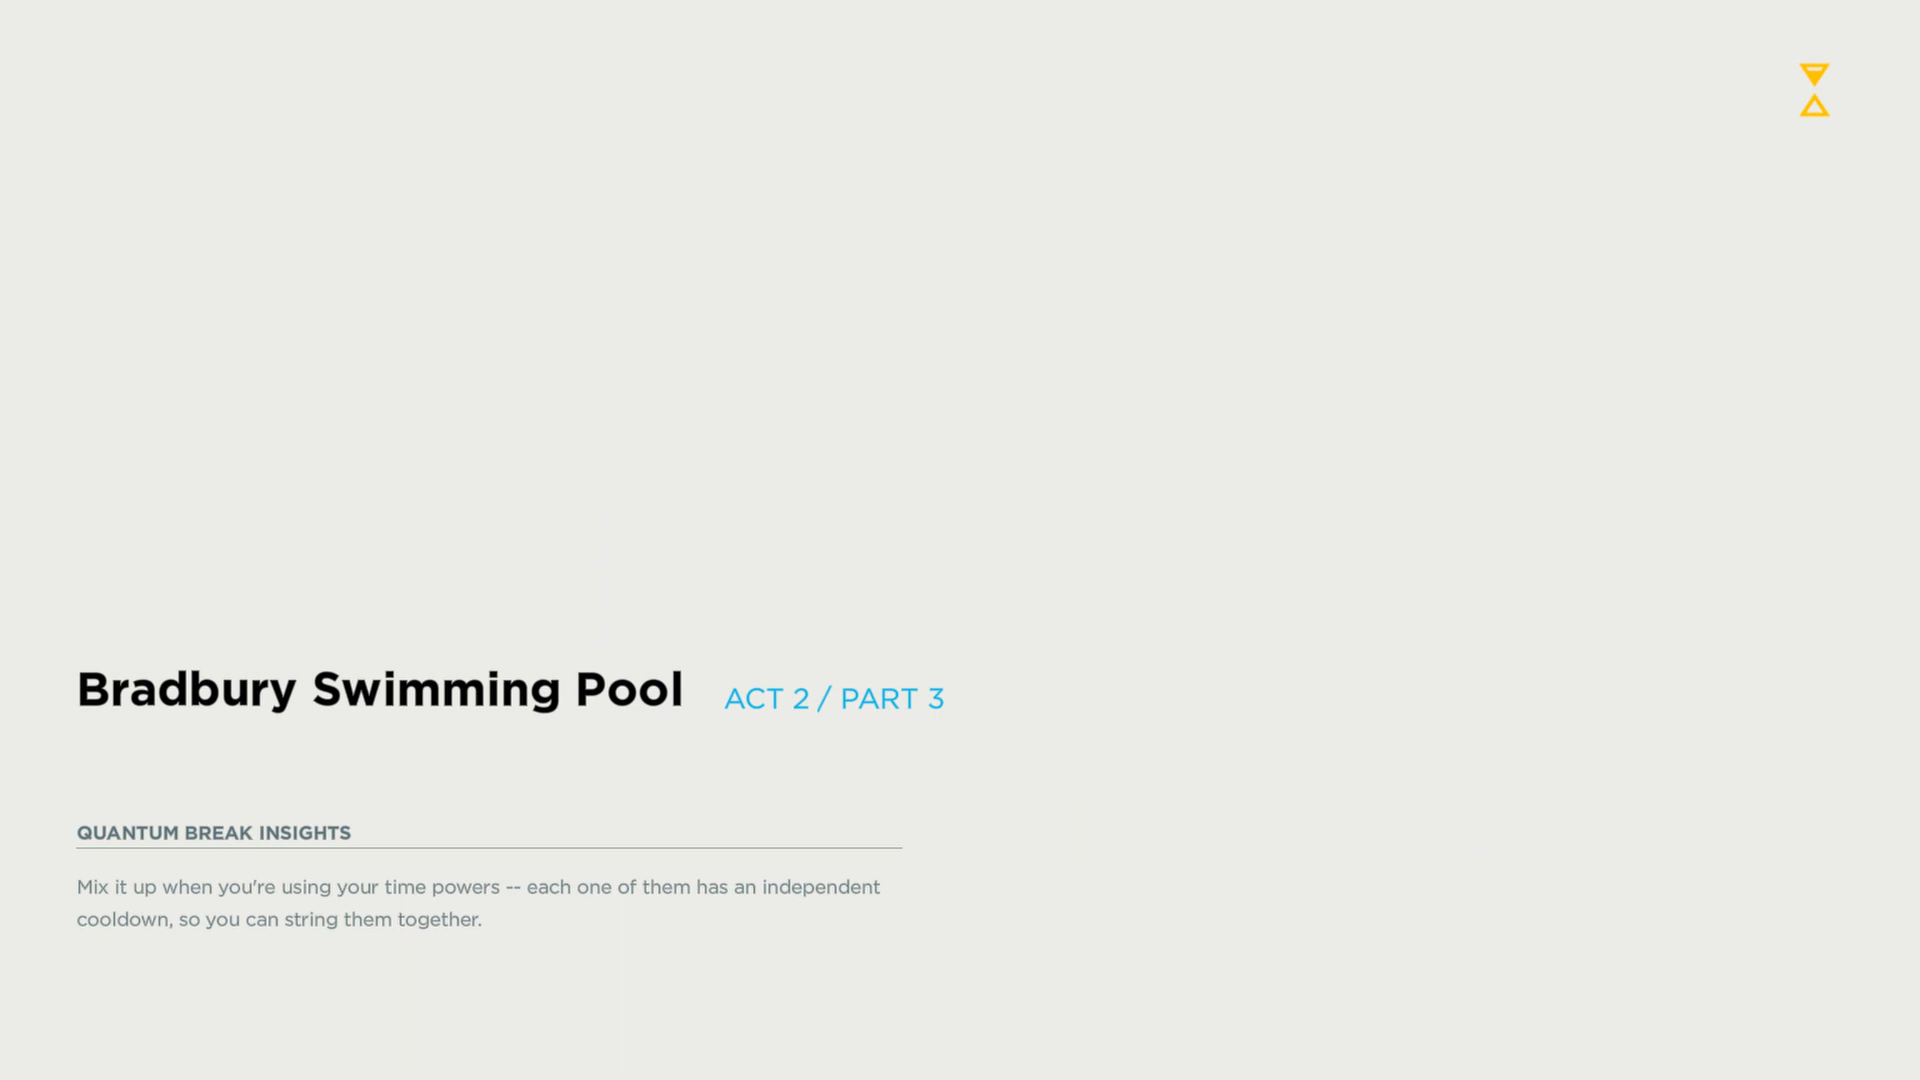 Bradbury Swimming Pool ACT 2 / PART 3
QUANTUM BREAK INSIGHTS
Mix it up when you're using your time powers -- each one of them has an independent
cooldown, so you can string them together.